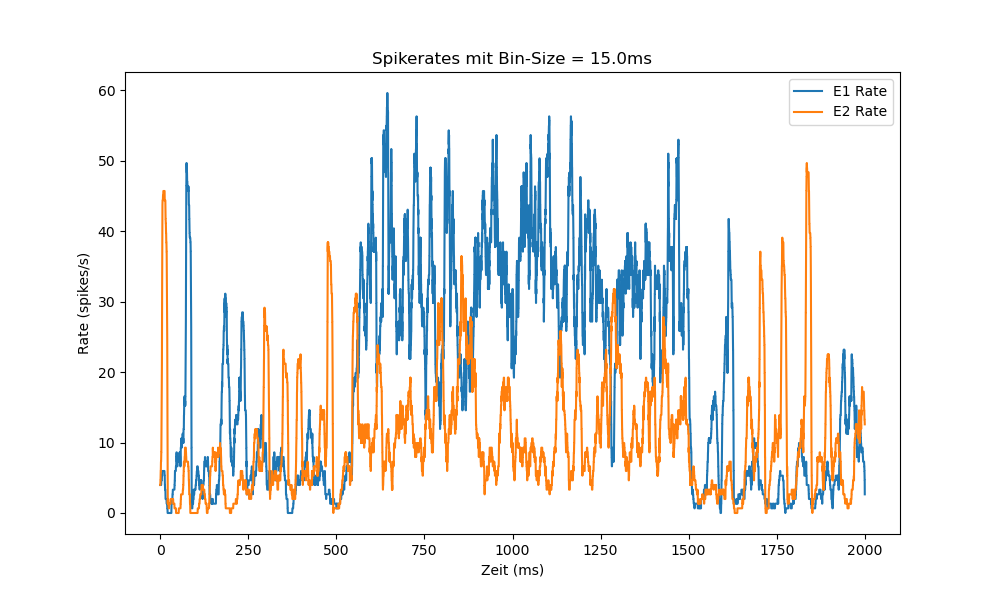 Spikerates mit Bin-Size = 15.0ms
E1 Rate
E2 Rate
Rate (spikes/s)
60
50
40
30
20
10
0
0 250 500 750 1000 1250 1500 1750 2000
Zeit (ms)